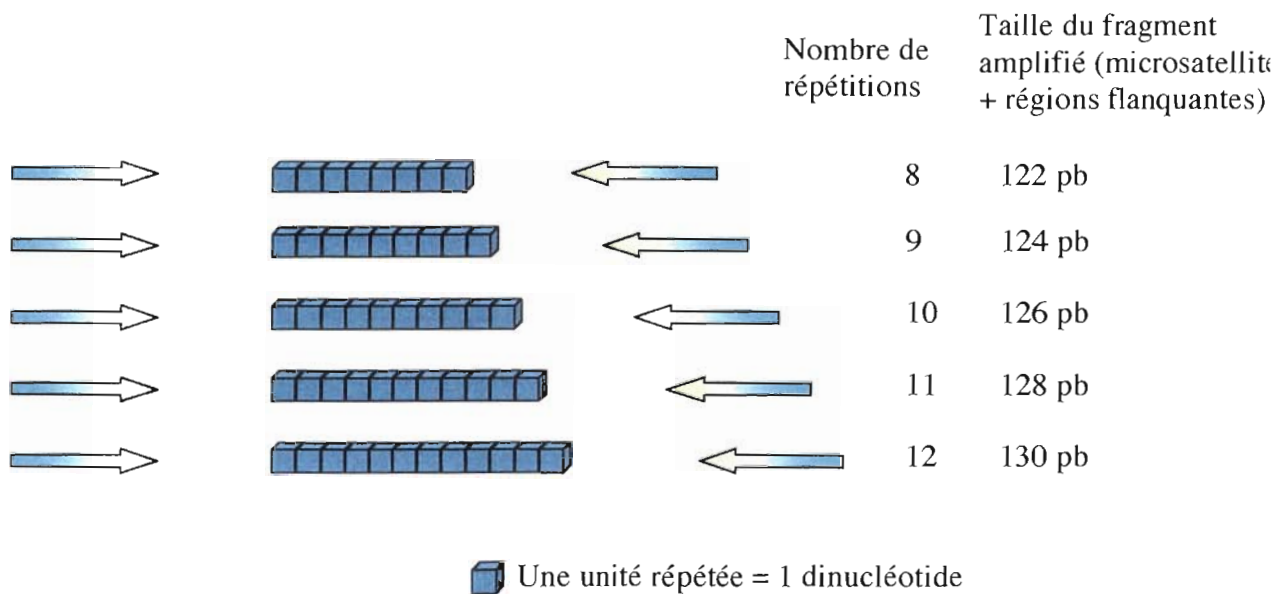 Nombre de
répétitions
Taille du fragment
amplifié (microsatellite
+ régions flanquantes)
8 122 pb
9 124 pb
10 126 pb
11 128 pb
12 130 pb
Une unité répétée = 1 dinucléotide